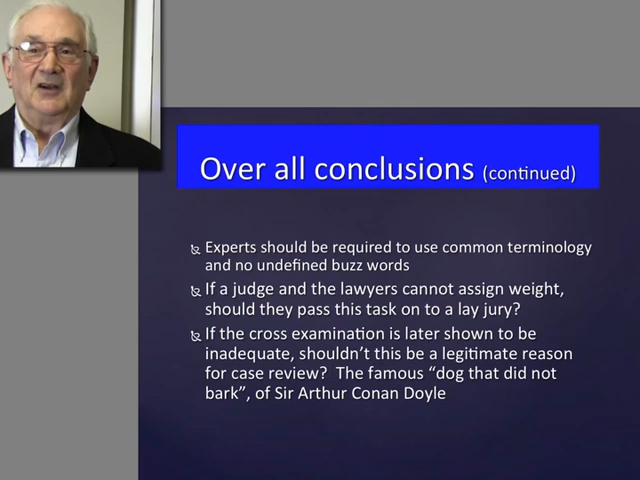 Over all conclusions (continued)
Experts should be required to use common terminology
and no undefined buzz words
If a judge and the lawyers cannot assign weight,
should they pass this task on to a lay jury?
If the cross examination is later shown to be
inadequate, shouldn't this be a legitimate reason
for case review?  The famous “dog that did not
bark”, of Sir Arthur Conan Doyle